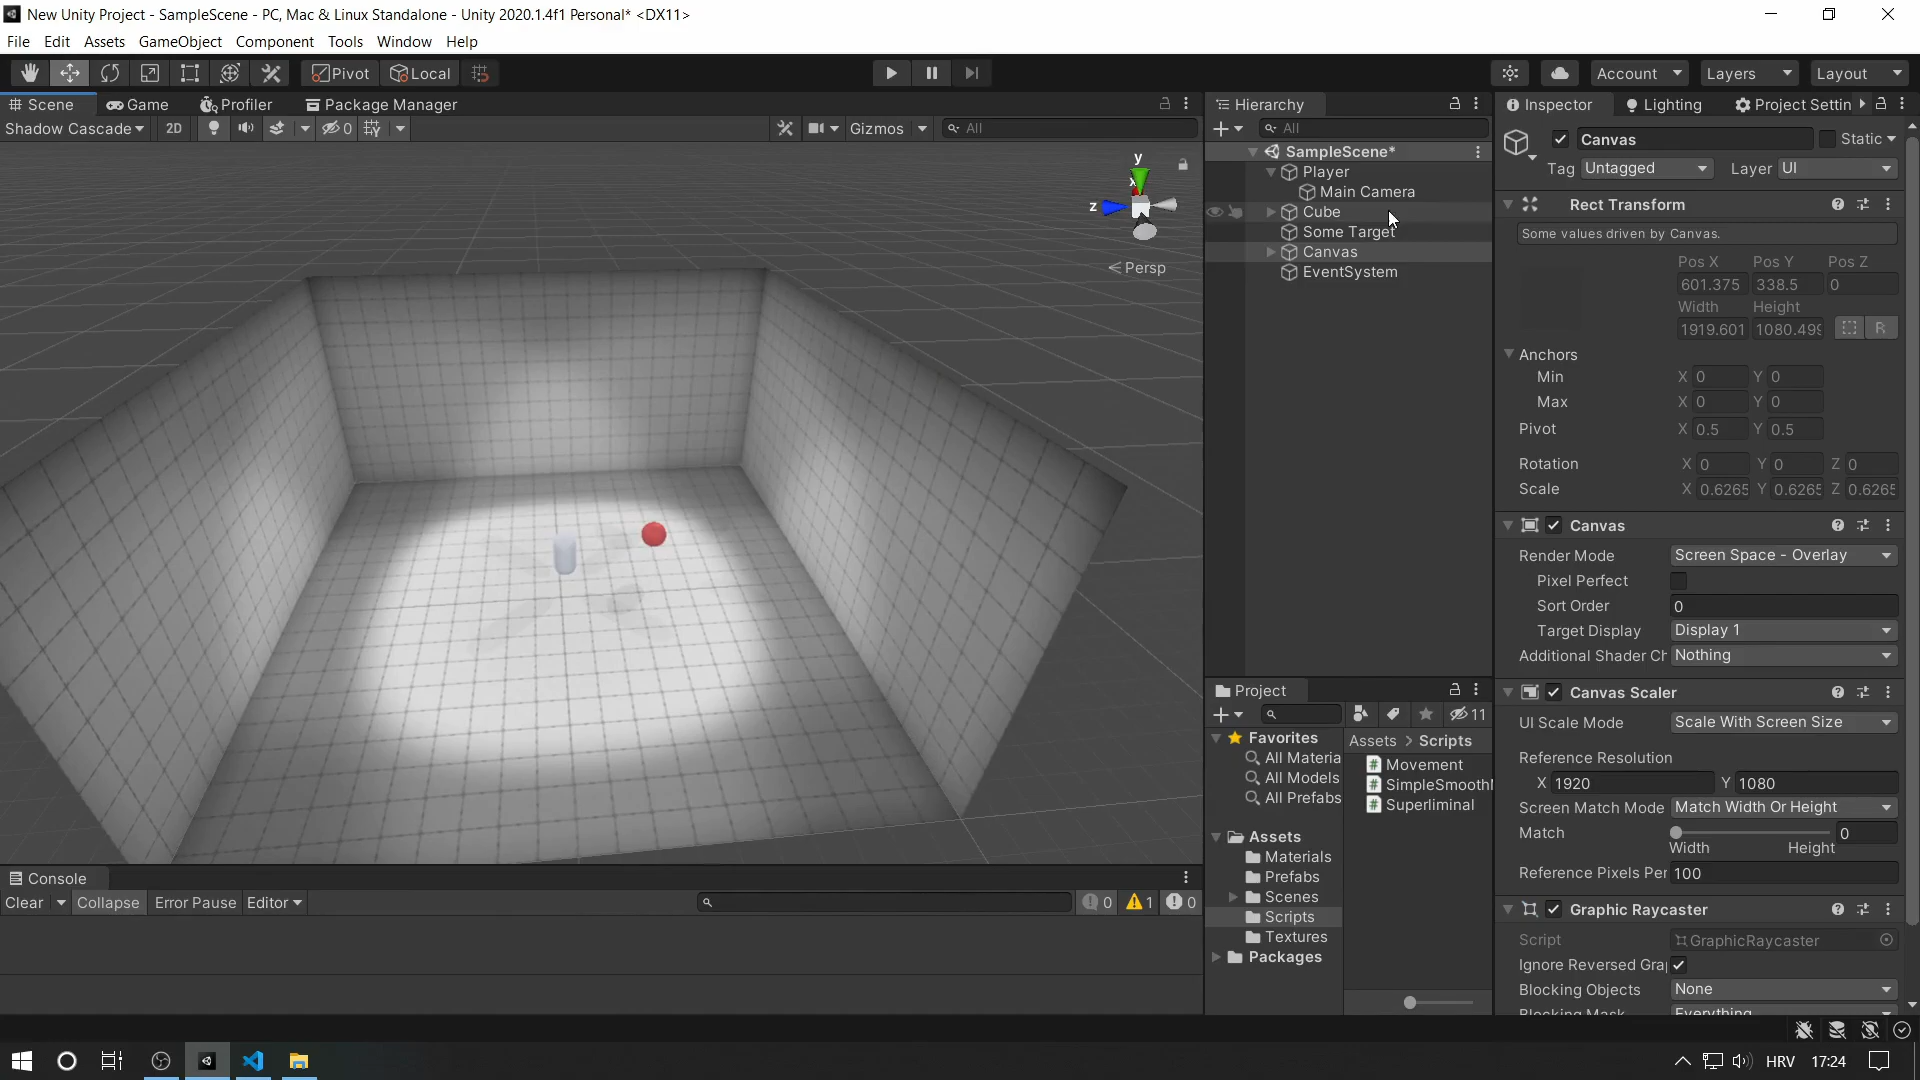 New Unity Project - SampleScene - PC, Mac & Linux Standalone - Unity 2020.1.4f1 Personal* <DX11>
File Edit Assets GameObject Component Tools Window Help
Pivot Local Account Layers Layout
Scene Game Profiler Package Manager
Shadow Cascade 2D 0 Gizmos All
y
x
z
Persp
Hierarchy
All
SampleScene*
Player
Main Camera
Cube
Some Target
Canvas
EventSystem
Project
11
Favorites
All Materia
All Models
All Prefabs
Assets
Materials
Prefabs
Scenes
Scripts
Textures
Packages
Assets > Scripts
Movement
Superliminal
Inspector Lighting Project Settin
Canvas Static
Tag Untagged Layer UI
Rect Transform
Some values driven by Canvas.
Pos X Pos Y Pos Z
601.375 338.5 0
Width Height
1919.601 1080.499 R
Anchors
Min X 0 Y 0
Max X 0 Y 0
Pivot X 0.5 Y 0.5
Rotation X 0 Y 0 Z 0
Scale X 0.6265 Y 0.6265 Z 0.6265
Canvas
Render Mode Screen Space - Overlay
Pixel Perfect
Sort Order 0
Target Display Display 1
Additional Shader Ch Nothing
Canvas Scaler
UI Scale Mode Scale With Screen Size
Reference Resolution
X 1920 Y 1080
Screen Match Mode Match Width Or Height
Match 0
Width Height
Reference Pixels Per 100
Graphic Raycaster
Script GraphicRaycaster
Ignore Reversed Gra
Blocking Objects None
Blocking Mask Everything
Console
Clear Collapse Error Pause Editor 0 1 0
HRV 17:24